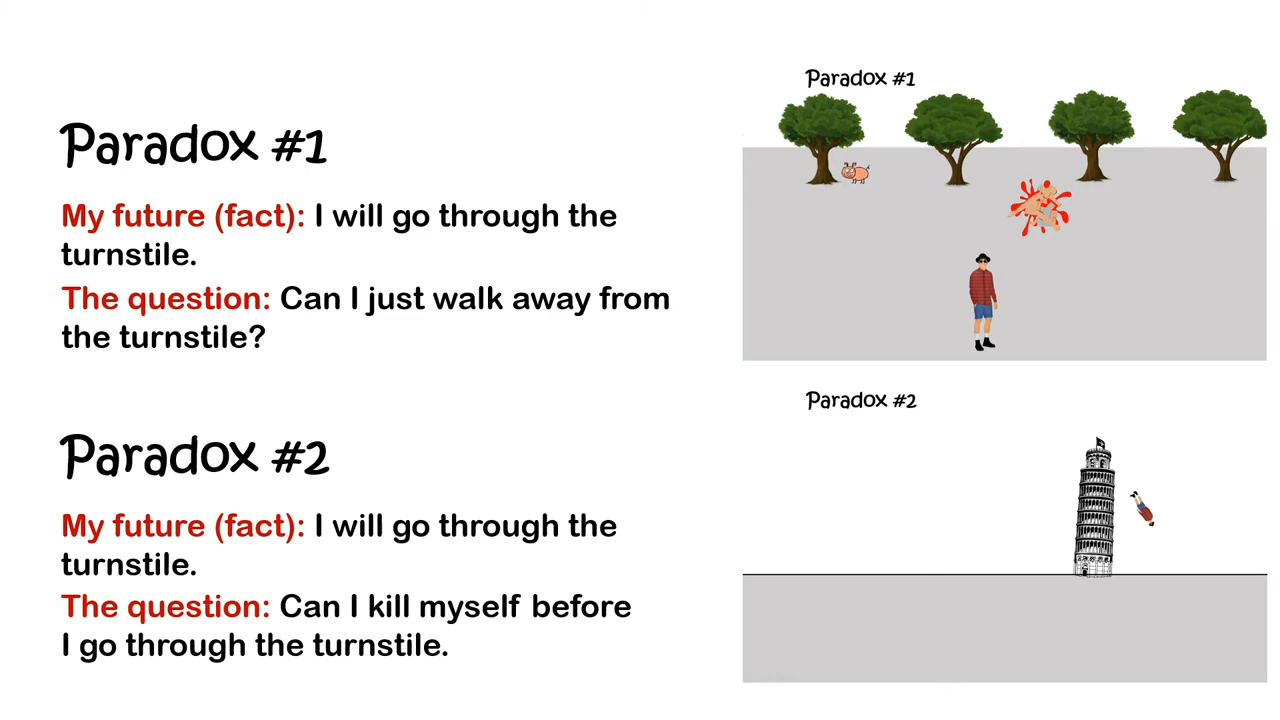 Paradox #1
My future (fact): I will go through the
turnstile.
The question: Can I just walk away from
the turnstile?
Paradox #2
My future (fact): I will go through the
turnstile.
The question: Can I kill myself before
I go through the turnstile.
Paradox #1
Paradox #2